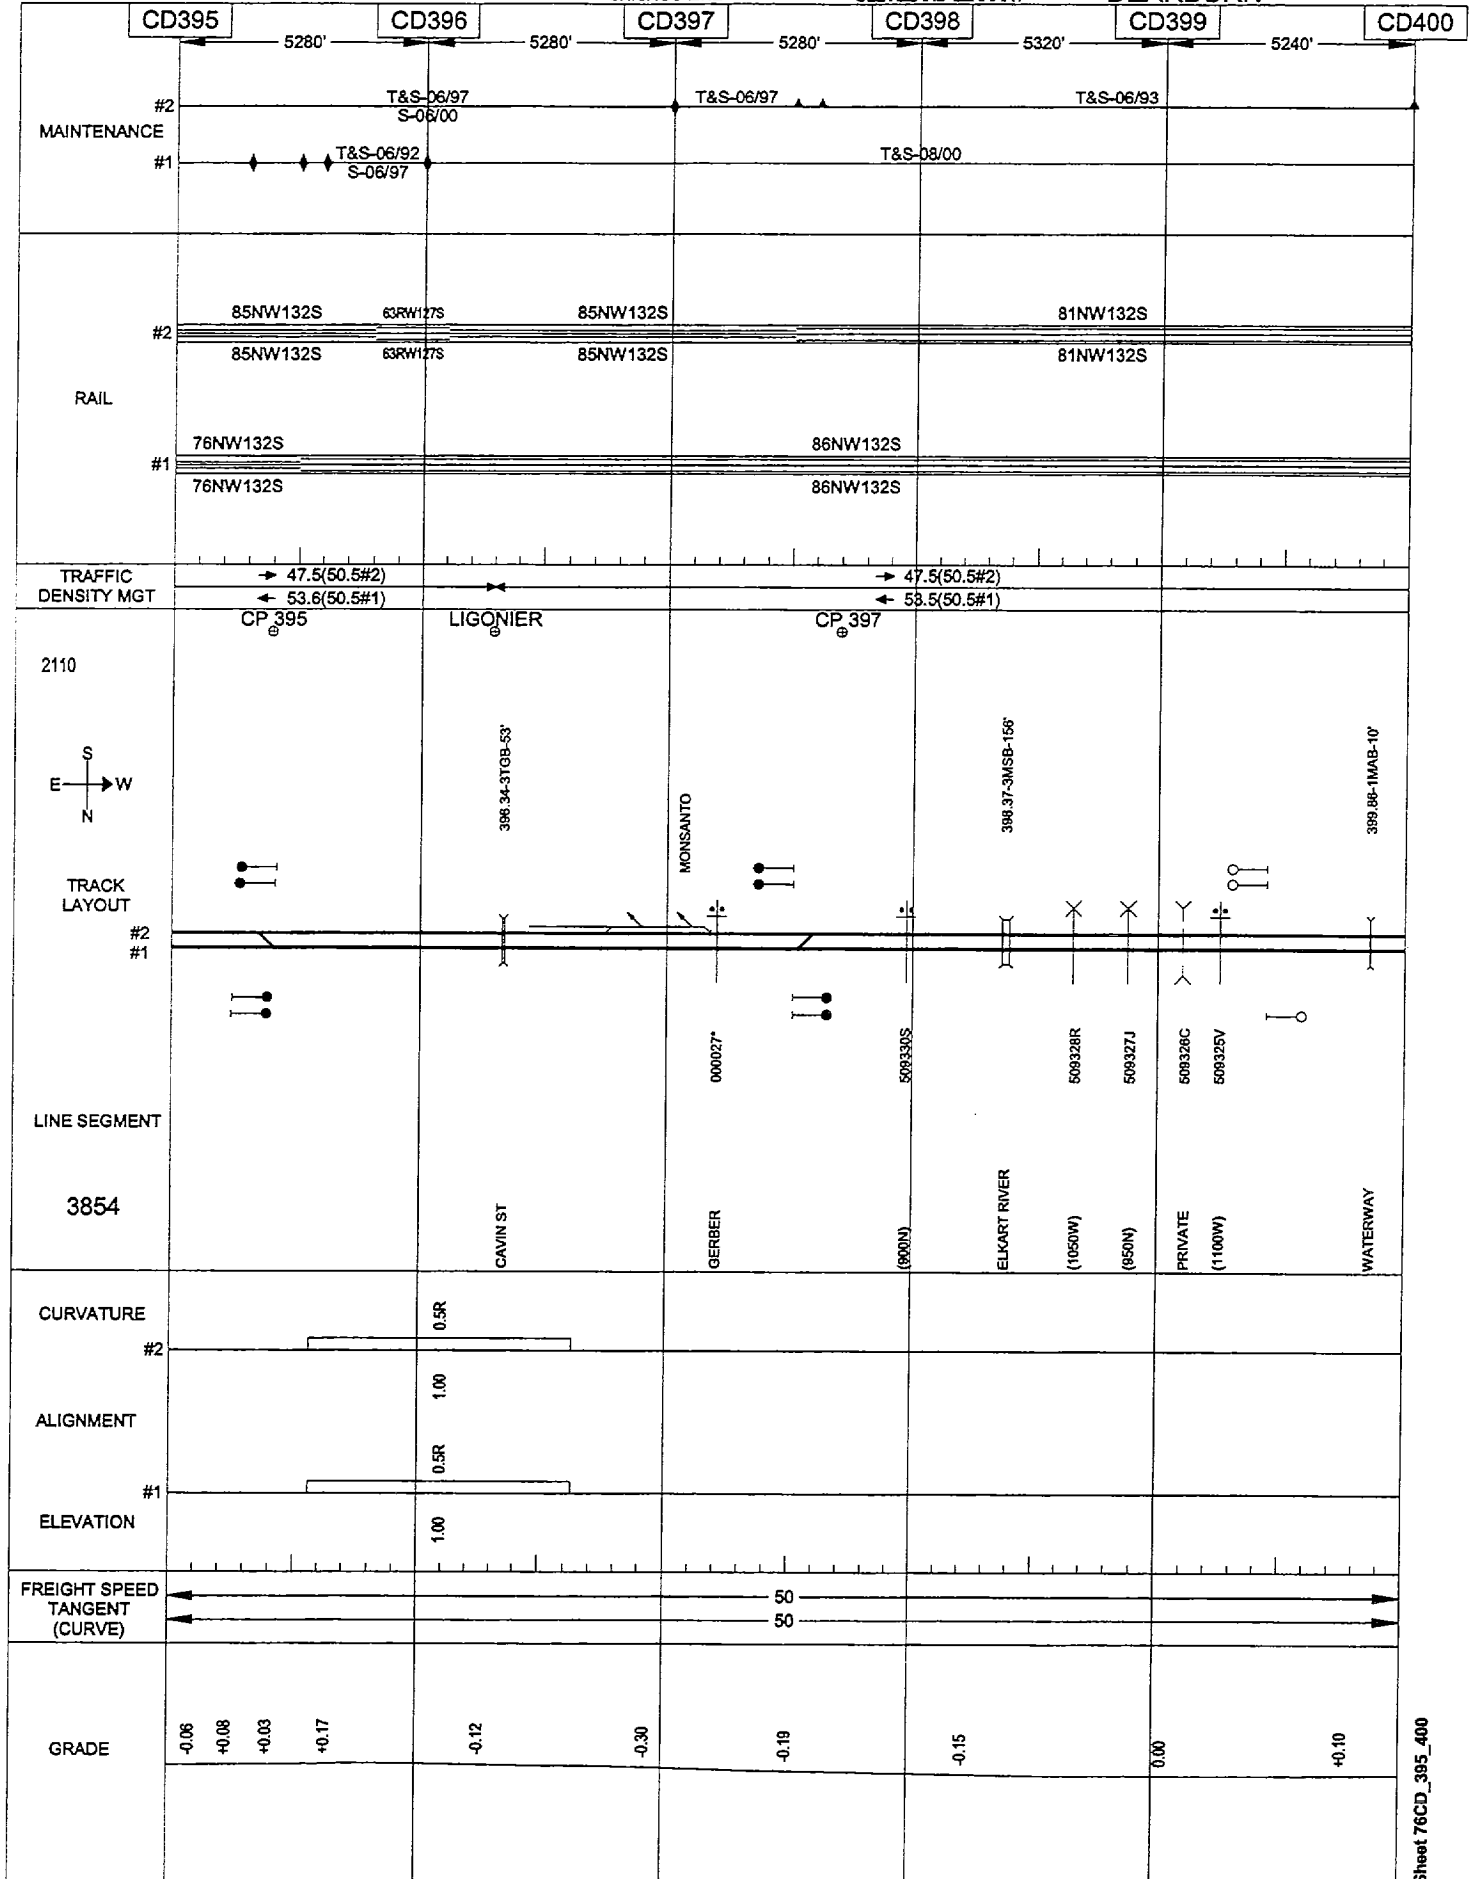 DEARBORN
CD395 CD396 CD397 CD398 CD399 CD400
5280' 5280' 5280' 5320' 5240'
#2 T&S-06/97 T&S-06/97 T&S-06/93
S-06/00
MAINTENANCE
#1 T&S-06/92 T&S-08/00
S-06/97
85NW132S 63RW127S 85NW132S 81NW132S
#2
85NW132S 63RW127S 85NW132S 81NW132S
RAIL
76NW132S 86NW132S
#1
76NW132S 86NW132S
TRAFFIC
DENSITY MGT
47.5(50.5#2) 47.5(50.5#2)
53.6(50.5#1) 53.5(50.5#1)
CP 395 LIGONIER CP 397
2110
S
E W
N
396.34-3TGB-53'
MONSANTO
398.37-3MSB-156'
399.86-1MAB-10'
TRACK
LAYOUT
#2
#1
000027*
509330S
509328R
509327J
509326C
509325V
LINE SEGMENT
3854
CAVIN ST
GERBER
(900N)
ELKART RIVER
(1050W)
(950N)
PRIVATE
(1100W)
WATERWAY
CURVATURE
0.5R
#2
1.00
ALIGNMENT
0.5R
#1
ELEVATION
1.00
FREIGHT SPEED
TANGENT
(CURVE)
50
50
GRADE
-0.06 +0.08 +0.03 +0.17 -0.12 -0.30 -0.19 -0.15 0.00 +0.10
Sheet 76CD_395_400